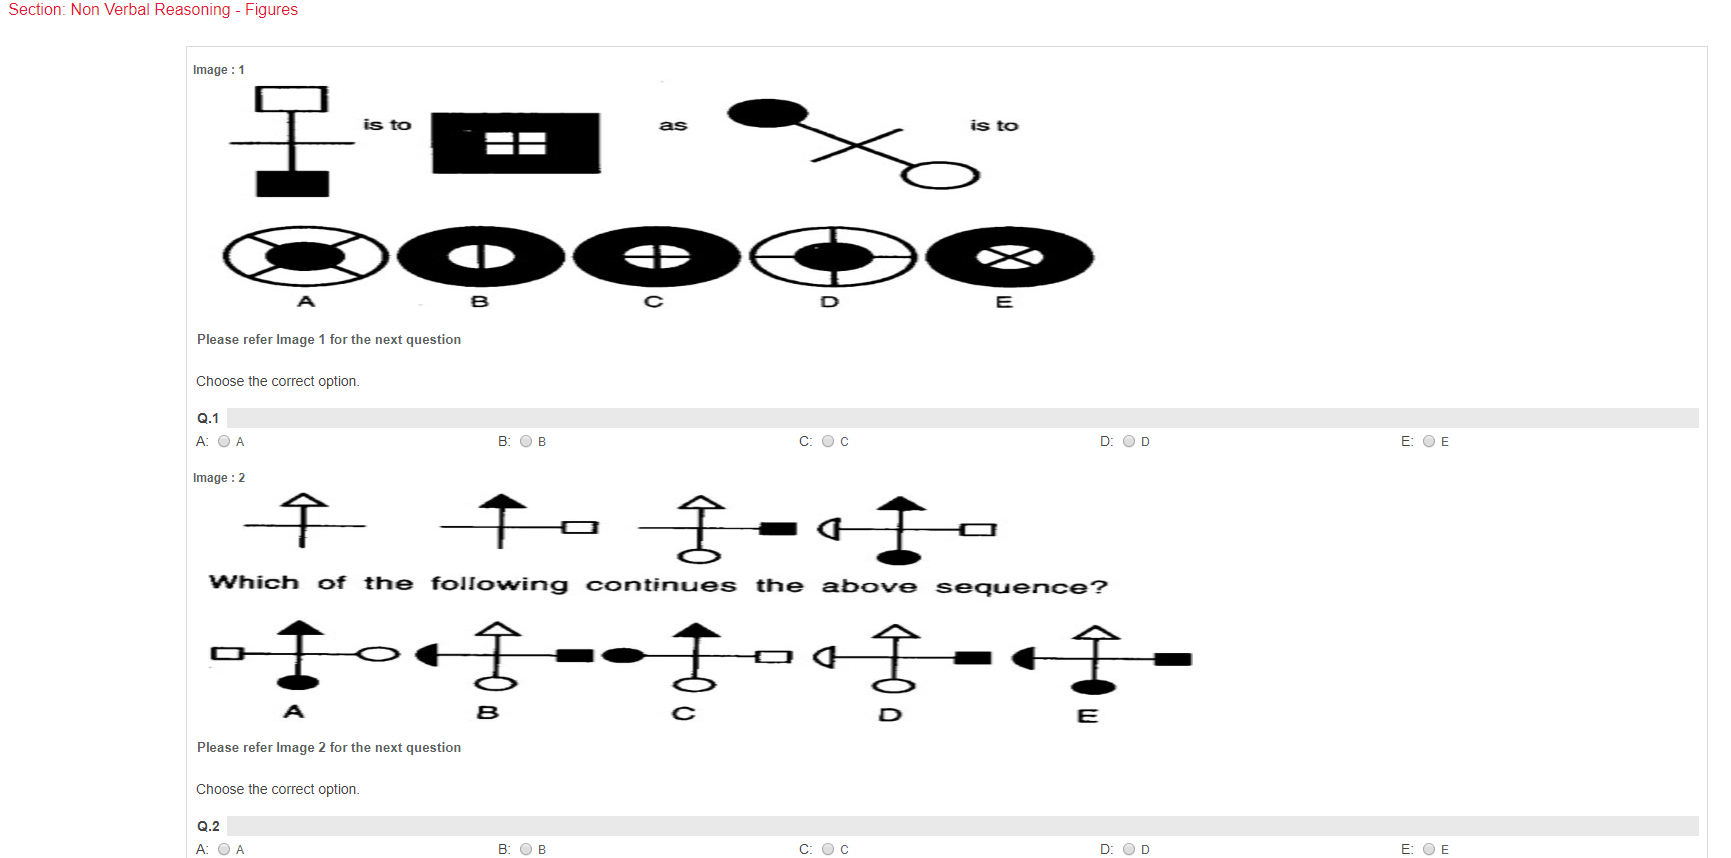 Section: Non Verbal Reasoning - Figures
Image : 1
is to as is to
A B C D E
Please refer Image 1 for the next question
Choose the correct option.
Q.1
A: A B: B C: C D: D E: E
Image : 2
Which of the following continues the above sequence?
A B C D E
Please refer Image 2 for the next question
Choose the correct option.
Q.2
A: A B: B C: C D: D E: E